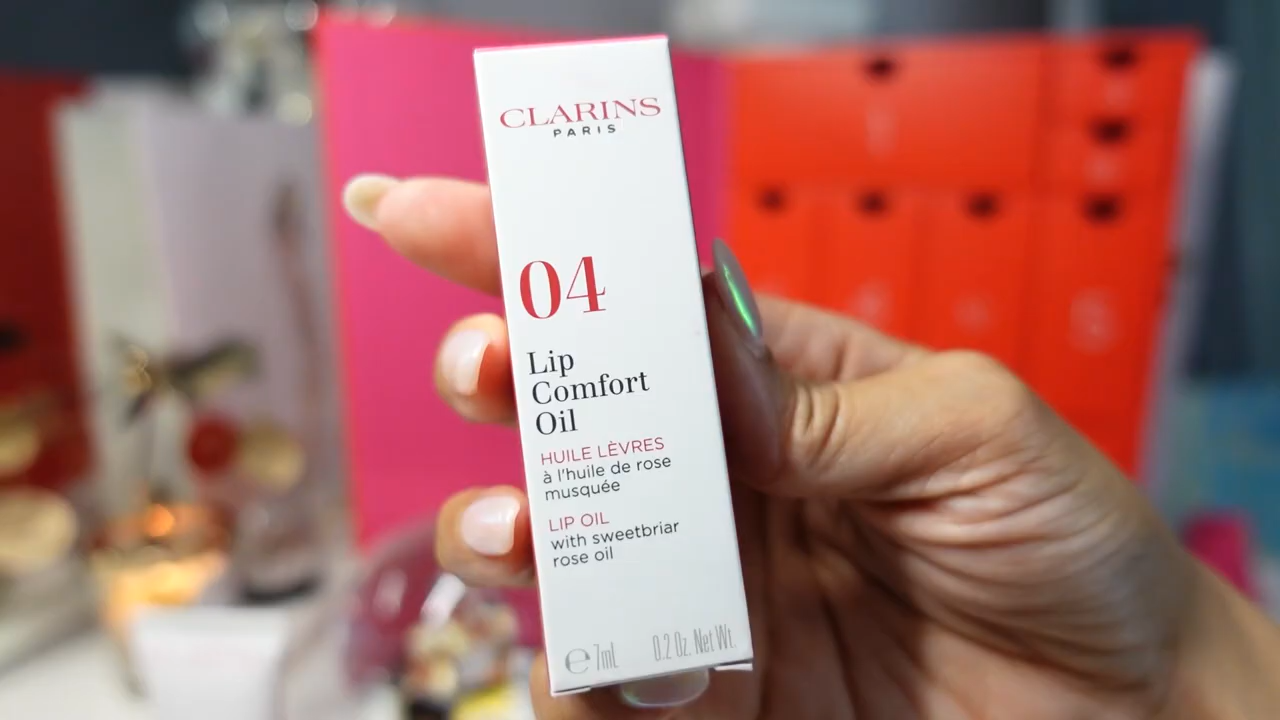 CLARINS
PARIS
04
Lip
Comfort
Oil
HUILE LÈVRES
à l'huile de rose
musquée
LIP OIL
with sweetbriar
rose oil
℮ 7mL 0.2 Oz. Net Wt.